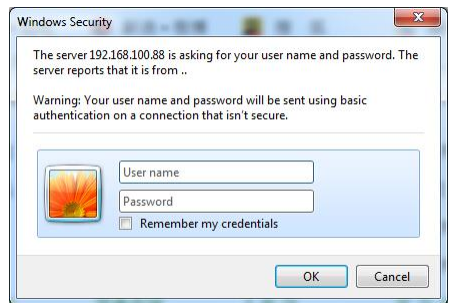 Windows Security
The server 192.168.100.88 is asking for your user name and password. The
server reports that it is from ..
Warning: Your user name and password will be sent using basic
authentication on a connection that isn't secure.
User name
Password
Remember my credentials
OK
Cancel